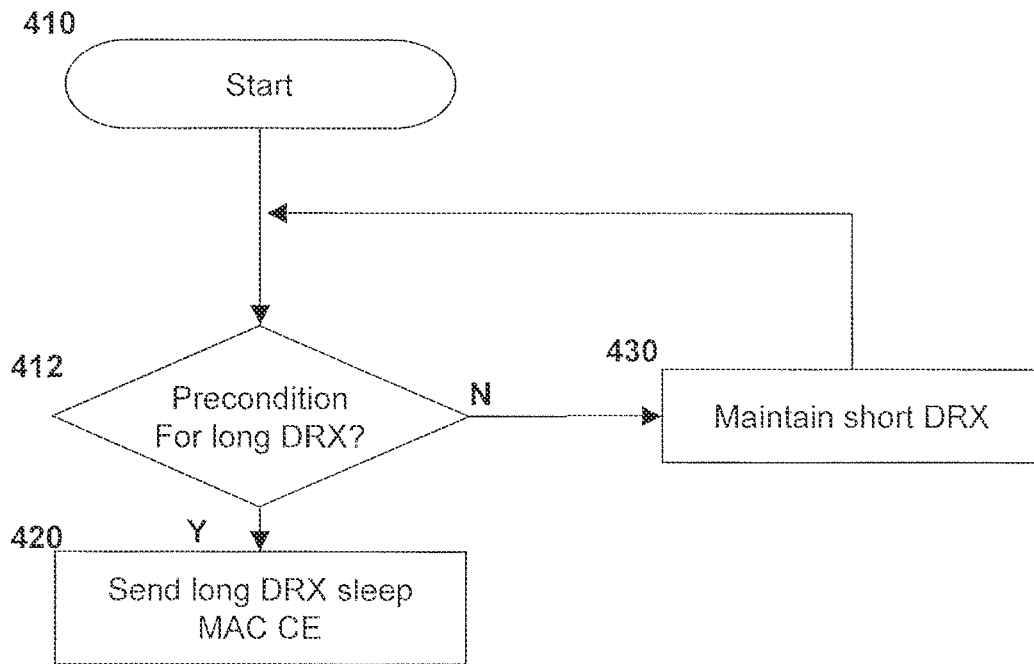 410
Start
412
Precondition
For long DRX?
N
430
Maintain short DRX
Y
420
Send long DRX sleep
MAC CE